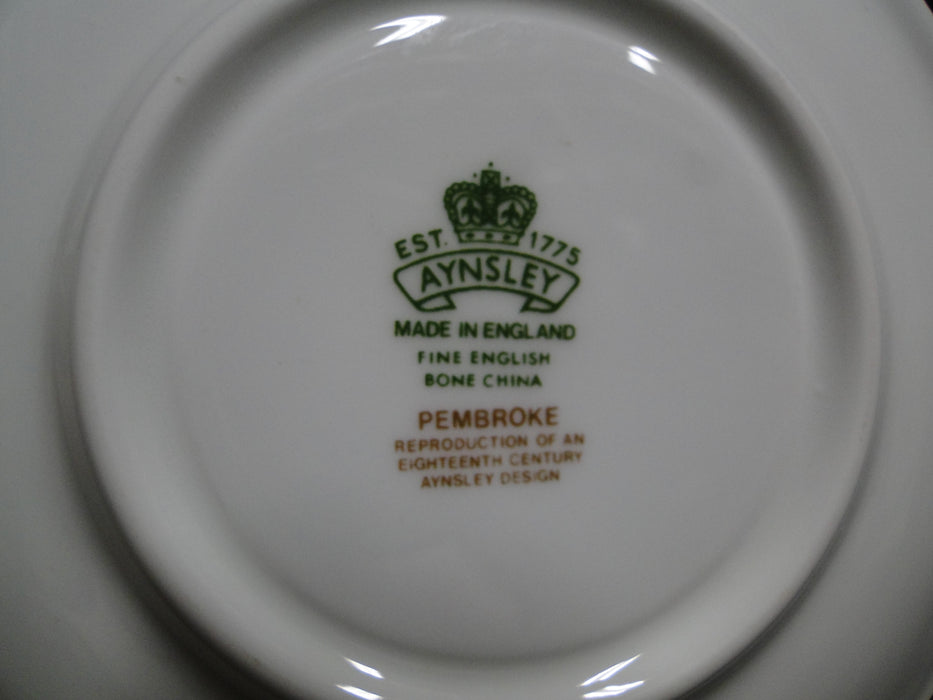 EST. 1775
AYNSLEY
MADE IN ENGLAND
FINE ENGLISH
BONE CHINA
PEMBROKE
REPRODUCTION OF AN
EIGHTEENTH CENTURY
AYNSLEY DESIGN